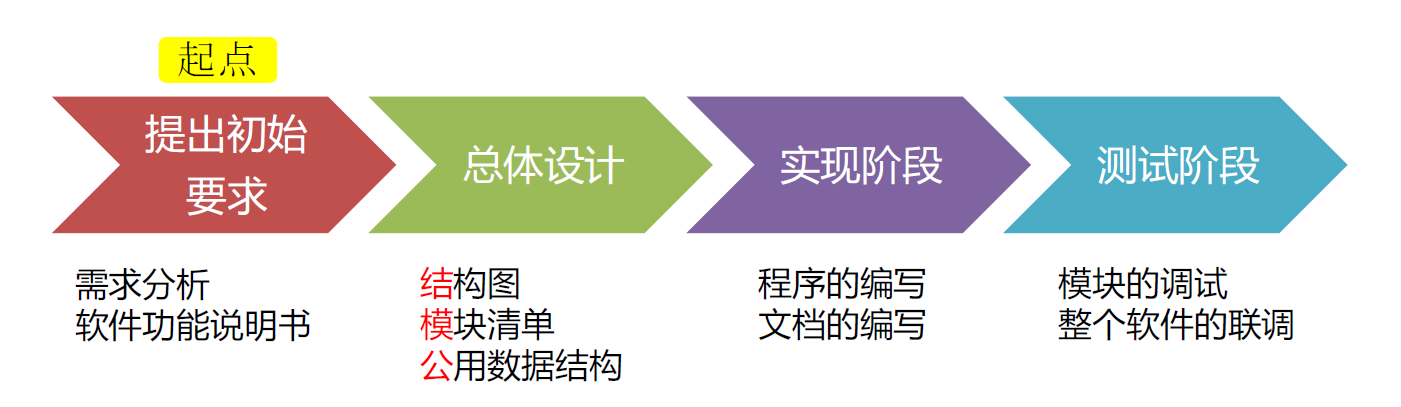 起点
提出初始
要求
总体设计
实现阶段
测试阶段
需求分析
软件功能说明书
结构图
模块清单
公用数据结构
程序的编写
文档的编写
模块的调试
整个软件的联调